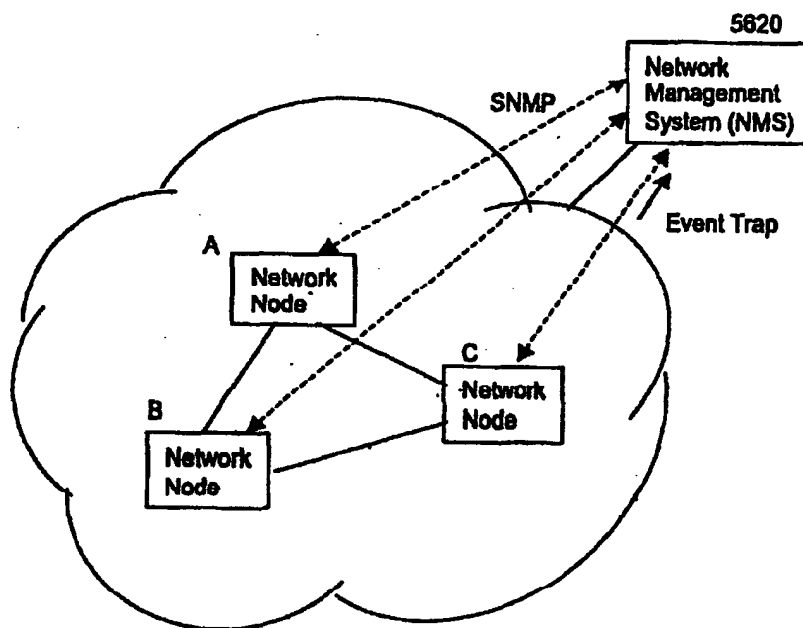 5620
Network
Management
System (NMS)
SNMP
Event Trap
A
Network
Node
C
Network
Node
B
Network
Node